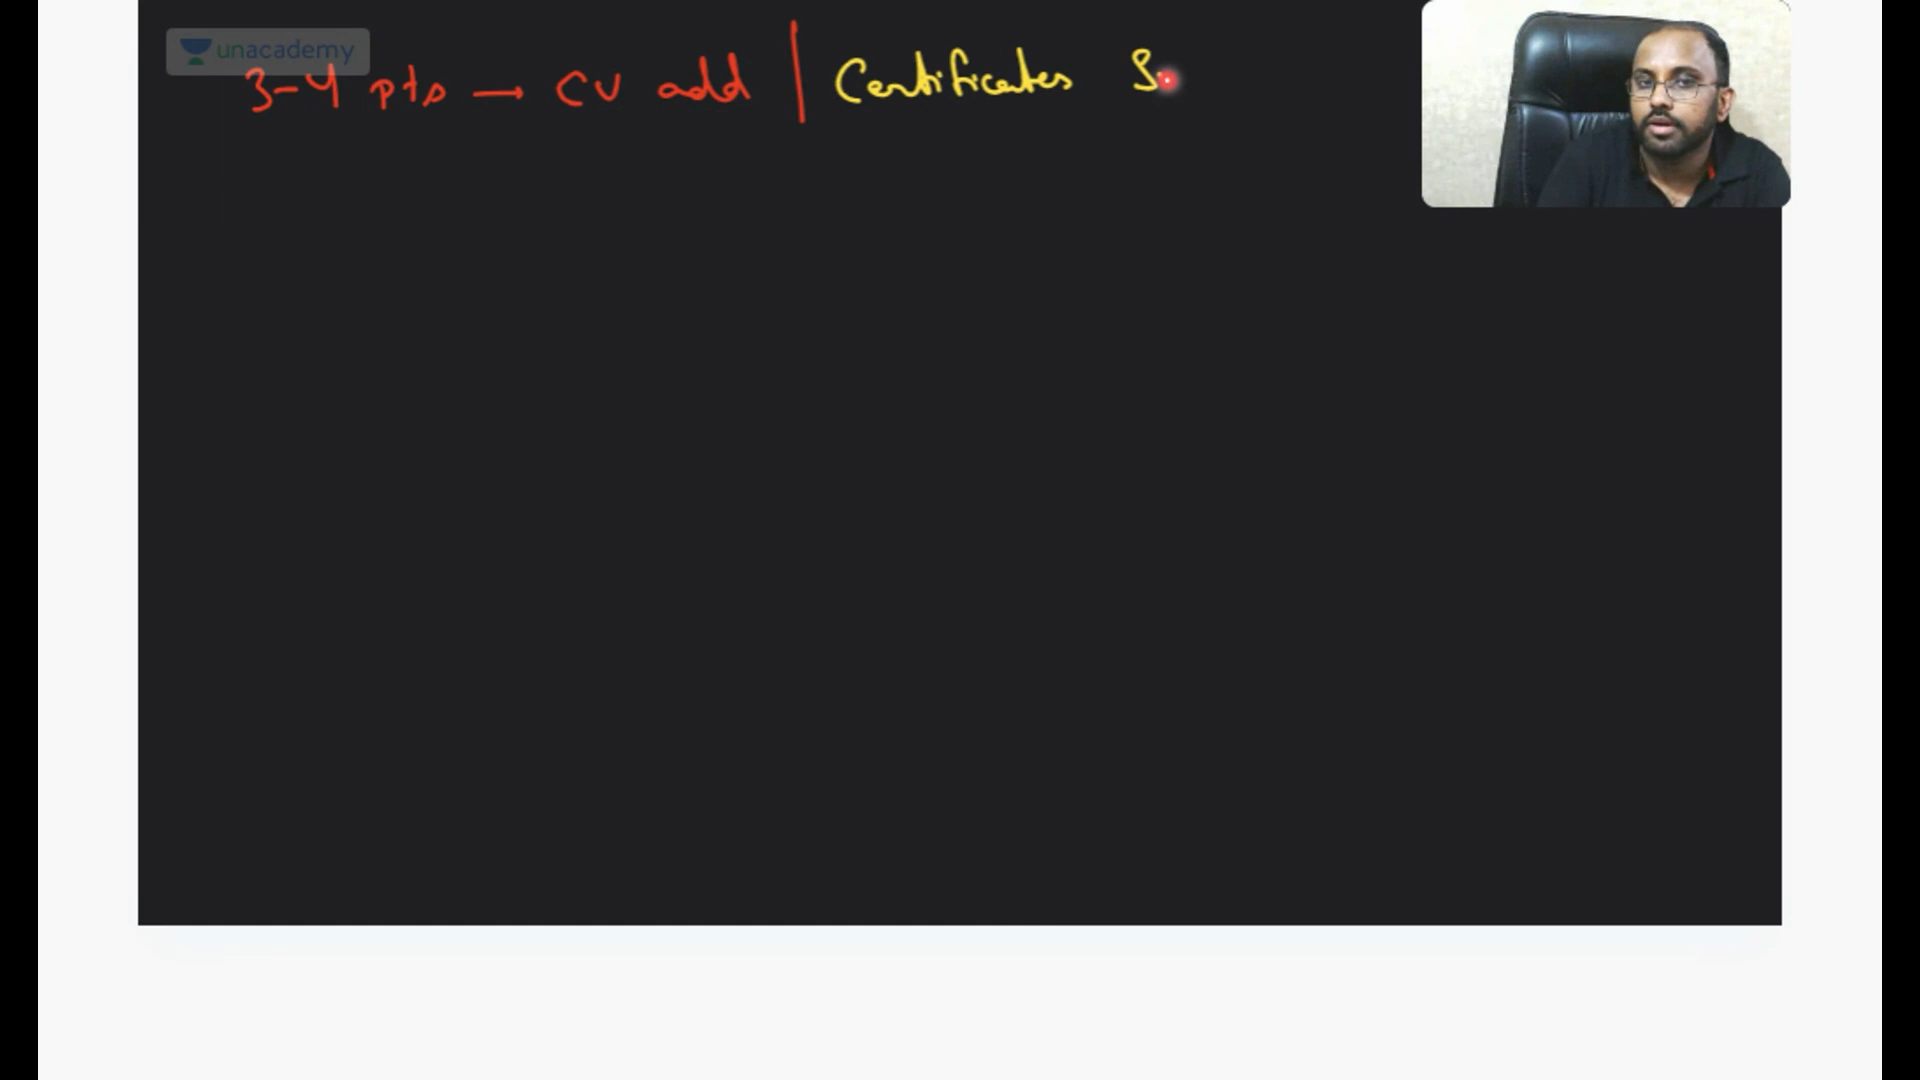 unacademy
3-4 pts → CV add | Certificates